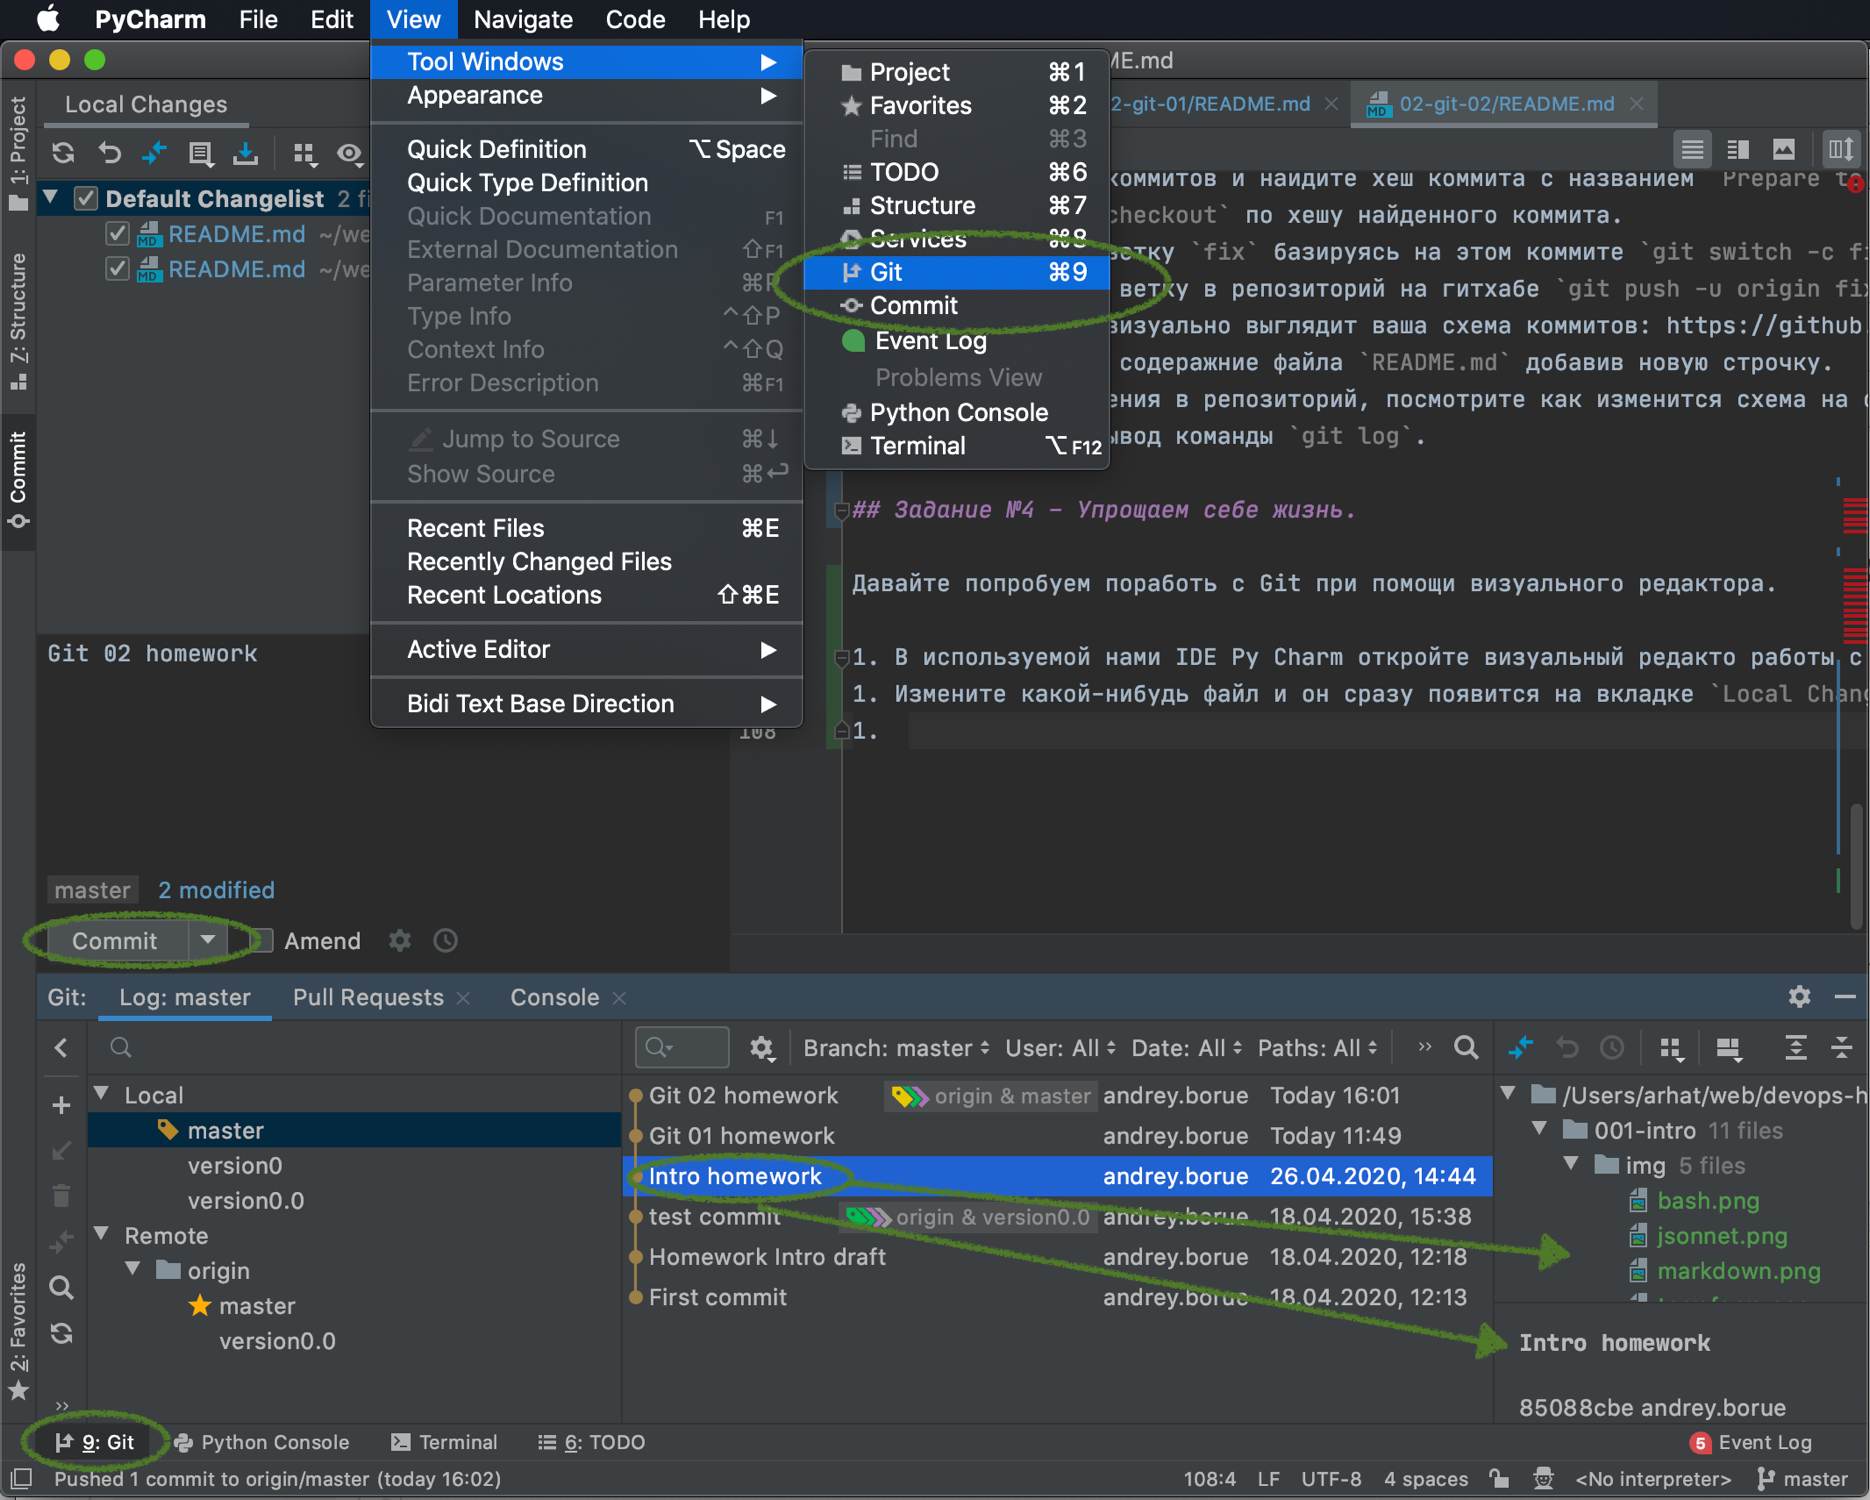 PyCharm File Edit View Navigate Code Help
ME.md
Local Changes
2-git-01/README.md
02-git-02/README.md
1: Project
7: Structure
Commit
2: Favorites
Default Changelist 2
README.md ~/we
README.md ~/we
Tool Windows
Appearance
Quick Definition ⌥ Space
Quick Type Definition
Quick Documentation F1
External Documentation ⇧F1
Parameter Info ⌘P
Type Info ^⇧P
Context Info ^⇧Q
Error Description ⌘F1
Jump to Source ⌘↓
Show Source ⌘↩
Recent Files ⌘E
Recently Changed Files
Recent Locations ⇧⌘E
Active Editor
Bidi Text Base Direction
Project ⌘1
Favorites ⌘2
Find ⌘3
TODO ⌘6
Structure ⌘7
Services ⌘8
Git ⌘9
Commit
Event Log
Problems View
Python Console
Terminal ⌥F12
коммитов и найдите хеш коммита с названием `Prepare to
checkout` по хешу найденного коммита.
ветку `fix` базируясь на этом коммите `git switch -c fi
ветку в репозиторий на гитхабе `git push -u origin fix
визуально выглядит ваша схема коммитов: https://github
содеражние файла `README.md` добавив новую строчку.
ения в репозиторий, посмотрите как изменится схема на
ывод команды `git log`.
## Задание №4 - Упрощаем себе жизнь.
Давайте попробуем поработь с Git при помощи визуального редактора.
1. В используемой нами IDE Py Charm откройте визуальный редакто работы с
1. Измените какой-нибудь файл и он сразу появится на вкладке `Local Chang
108 1.
Git 02 homework
master 2 modified
Commit Amend
Git: Log: master Pull Requests Console
Branch: master User: All Date: All Paths: All
Local
master
version0
version0.0
Remote
origin
master
version0.0
Git 02 homework origin & master andrey.borue Today 16:01
Git 01 homework andrey.borue Today 11:49
Intro homework andrey.borue 26.04.2020, 14:44
test commit origin & version0.0 andrey.borue 18.04.2020, 15:38
Homework Intro draft andrey.borue 18.04.2020, 12:18
First commit andrey.borue 18.04.2020, 12:13
/Users/arhat/web/devops-h
001-intro 11 files
img 5 files
bash.png
jsonnet.png
markdown.png
Intro homework
85088cbe andrey.borue
9: Git Python Console Terminal 6: TODO 5 Event Log
Pushed 1 commit to origin/master (today 16:02) 108:4 LF UTF-8 4 spaces <No interpreter> master